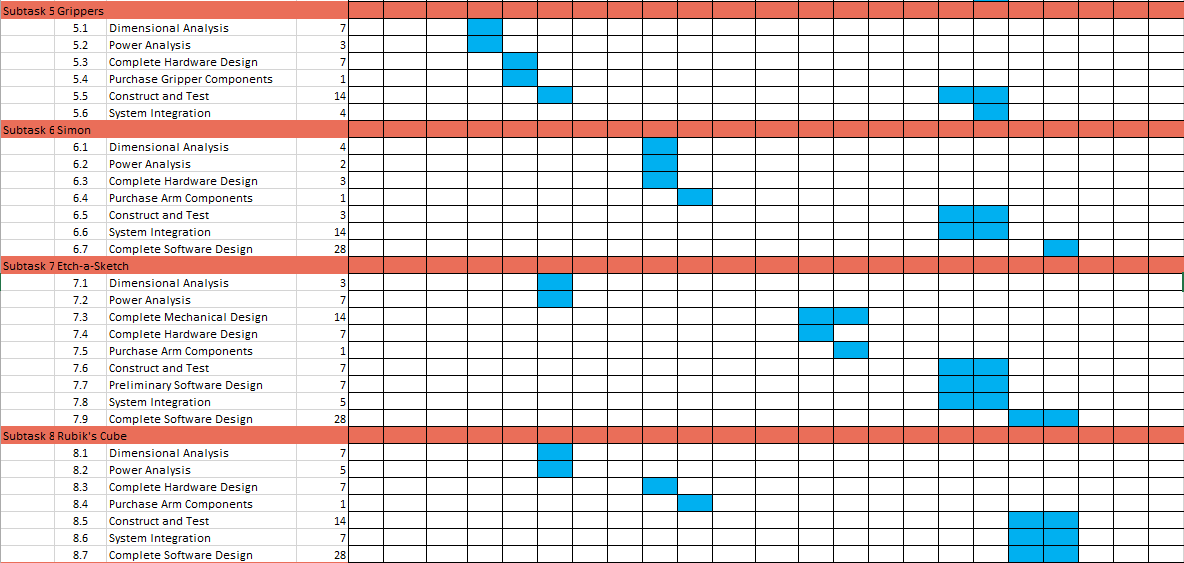 Subtask 5 Grippers
5.1 Dimensional Analysis 7
5.2 Power Analysis 3
5.3 Complete Hardware Design 7
5.4 Purchase Gripper Components 1
5.5 Construct and Test 14
5.6 System Integration 4
Subtask 6 Simon
6.1 Dimensional Analysis 4
6.2 Power Analysis 2
6.3 Complete Hardware Design 3
6.4 Purchase Arm Components 1
6.5 Construct and Test 3
6.6 System Integration 14
6.7 Complete Software Design 28
Subtask 7 Etch-a-Sketch
7.1 Dimensional Analysis 3
7.2 Power Analysis 7
7.3 Complete Mechanical Design 14
7.4 Complete Hardware Design 7
7.5 Purchase Arm Components 1
7.6 Construct and Test 7
7.7 Preliminary Software Design 7
7.8 System Integration 5
7.9 Complete Software Design 28
Subtask 8 Rubik's Cube
8.1 Dimensional Analysis 7
8.2 Power Analysis 5
8.3 Complete Hardware Design 7
8.4 Purchase Arm Components 1
8.5 Construct and Test 14
8.6 System Integration 7
8.7 Complete Software Design 28